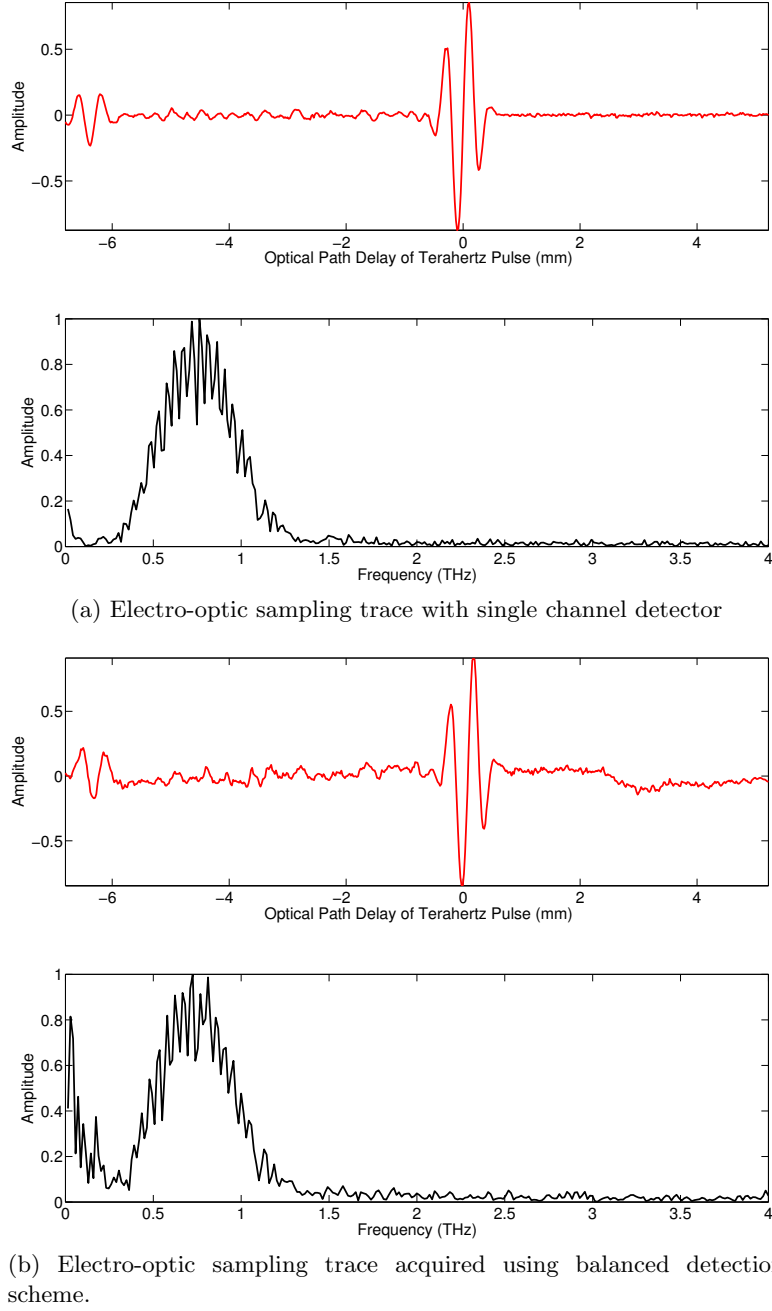 0.5
0
−0.5
Amplitude
−6 −4 −2 0 2 4
Optical Path Delay of Terahertz Pulse (mm)
1
0.8
0.6
0.4
0.2
0
Amplitude
0 0.5 1 1.5 2 2.5 3 3.5 4
Frequency (THz)
(a) Electro-optic sampling trace with single channel detector
0.5
0
−0.5
Amplitude
−6 −4 −2 0 2 4
Optical Path Delay of Terahertz Pulse (mm)
1
0.8
0.6
0.4
0.2
0
Amplitude
0 0.5 1 1.5 2 2.5 3 3.5 4
Frequency (THz)
(b) Electro-optic sampling trace acquired using balanced detection
scheme.